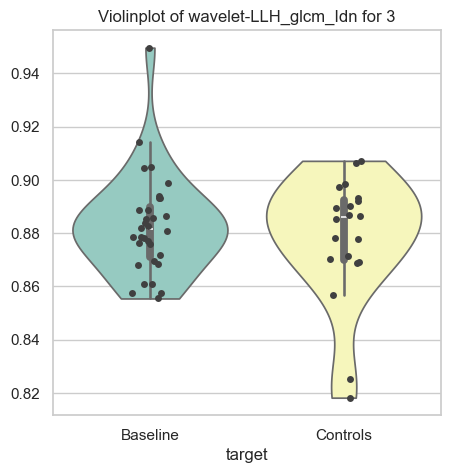 Violinplot of wavelet-LLH_glcm_Idn for 3
0.94
0.92
0.90
0.88
0.86
0.84
0.82
Baseline
Controls
target